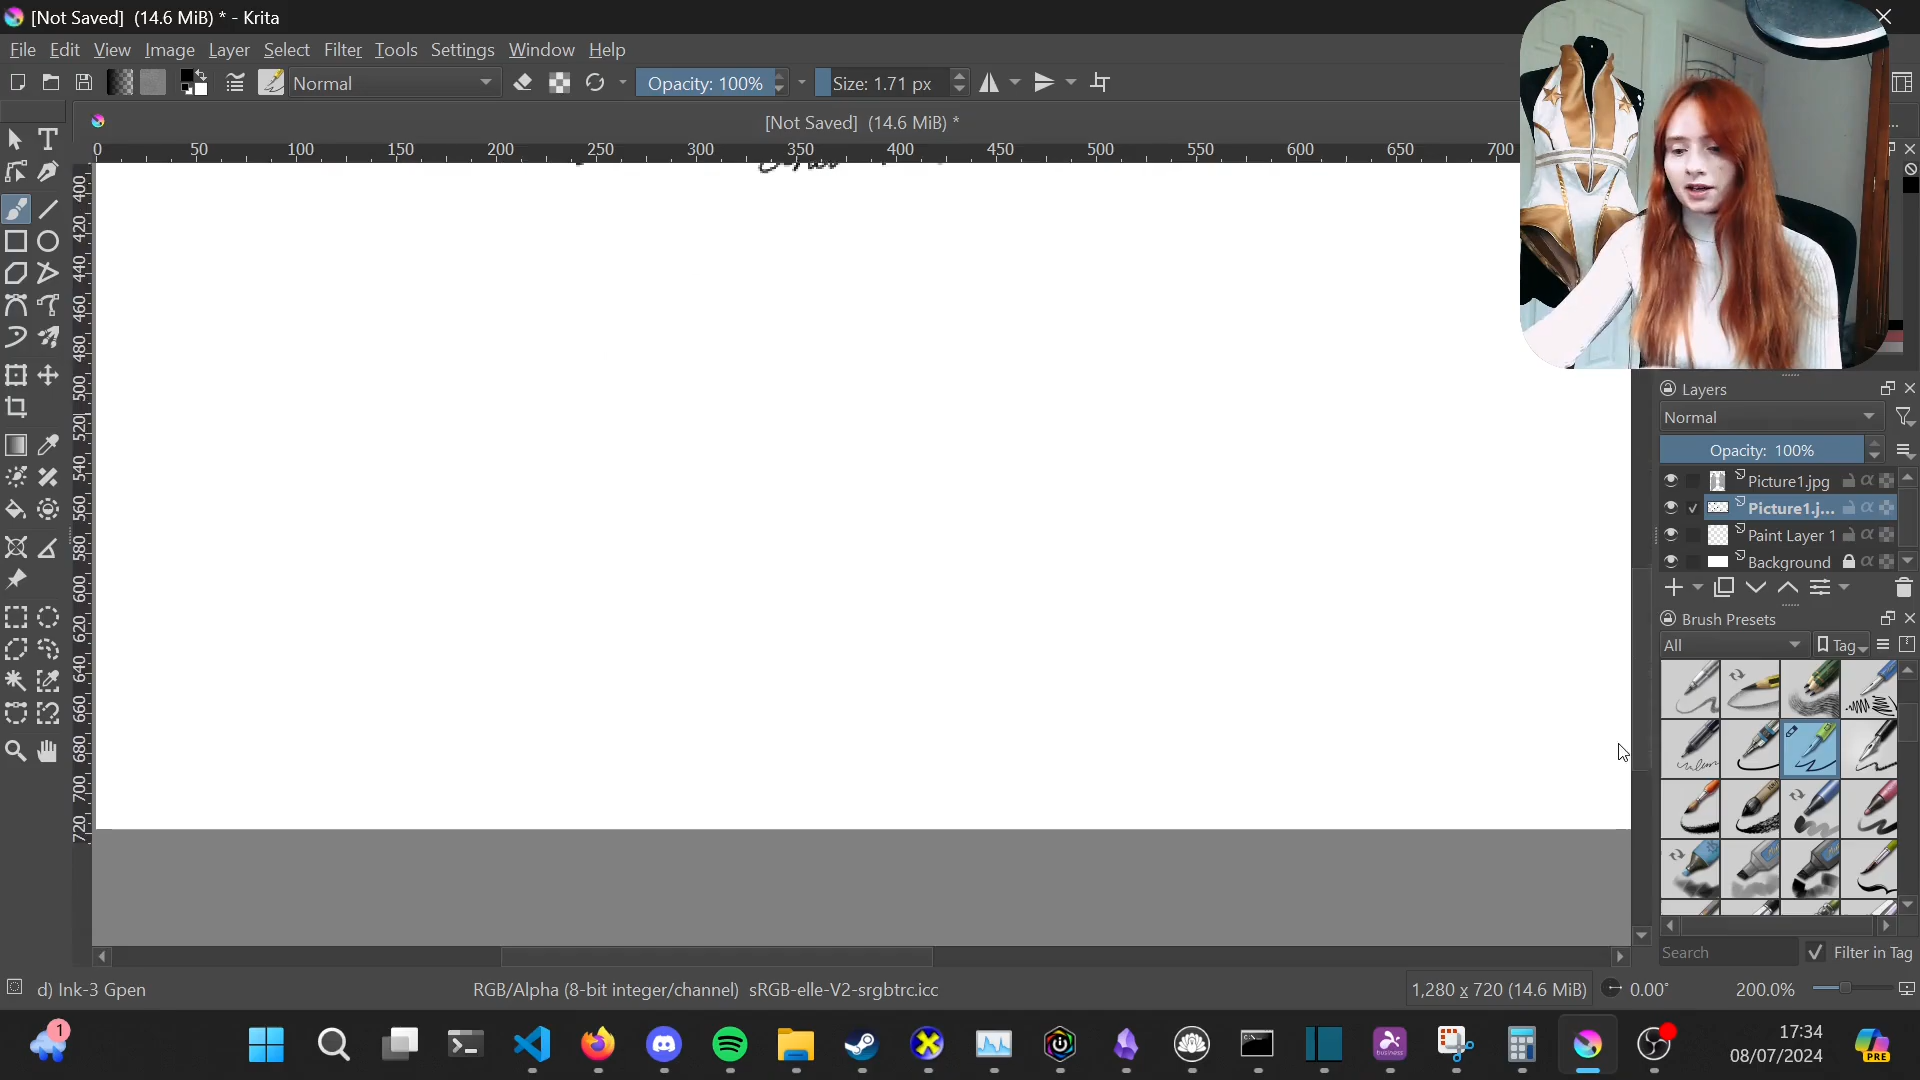 [Not Saved] (14.6 MiB) * - Krita
File Edit View Image Layer Select Filter Tools Settings Window Help
Normal Opacity: 100% Size: 1.71 px
[Not Saved] (14.6 MiB) *
0 50 100 150 200 250 300 350 400 450 500 550 600 650 700
400
420
440
460
480
500
520
540
560
580
600
620
640
660
680
700
720
Layers
Normal
Opacity: 100%
Picture1.jpg
Picture1.j...
Paint Layer 1
Background
Brush Presets
All Tag
Search Filter in Tag
d) Ink-3 Gpen RGB/Alpha (8-bit integer/channel) sRGB-elle-V2-srgbtrc.icc 1,280 x 720 (14.6 MiB) 0.00° 200.0%
1 business PRE
17:34
08/07/2024